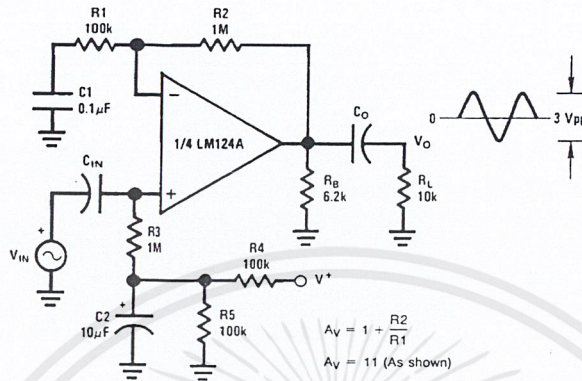 R1
100k
R2
1M
C1
0.1μF
1/4 LM124A
CIN
CO
VO
0
3 Vpp
RB
6.2k
RL
10k
R3
1M
VIN
R4
100k
V+
C2
10μF
R5
100k
AV = 1 + R2/R1
AV = 11 (As shown)